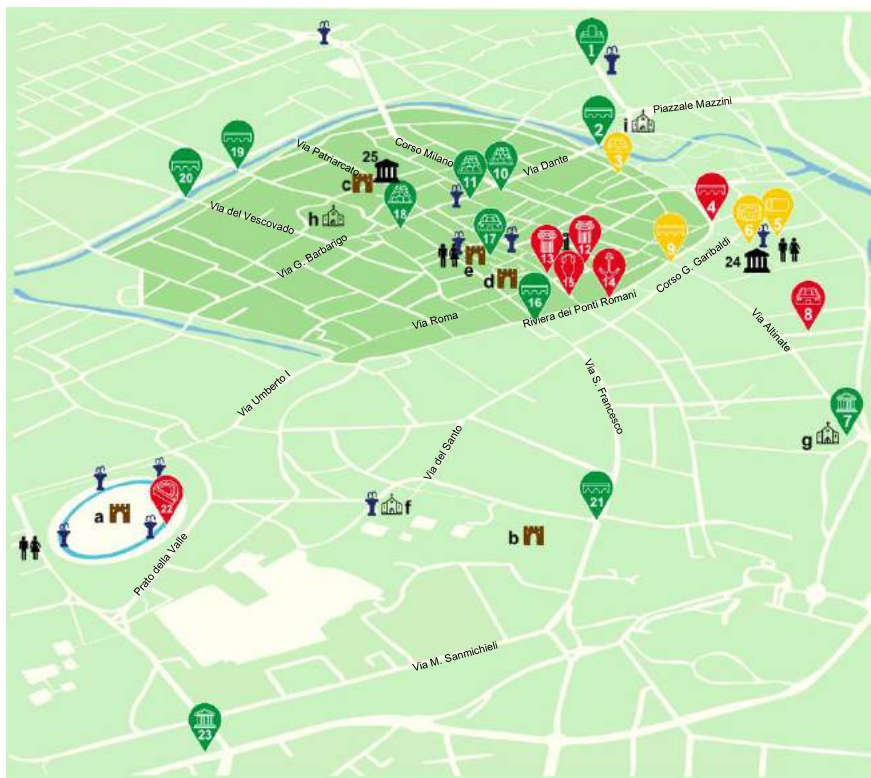 1
Piazzale Mazzini
2
i
3
Via Patriarcato
Corso Milano
Via Dante
19
20
25
c
11
10
18
h
Via del Vescovado
4
5
6
9
17
12
13
i
15
14
e
d
16
24
Corso G. Garibaldi
Via G. Barbarigo
Via Roma
Riviera dei Ponti Romani
8
Via Altinate
Via Umberto I
Via S. Francesco
Via del Santo
7
g
22
a
f
21
b
Prato della Valle
Via M. Sanmichieli
23